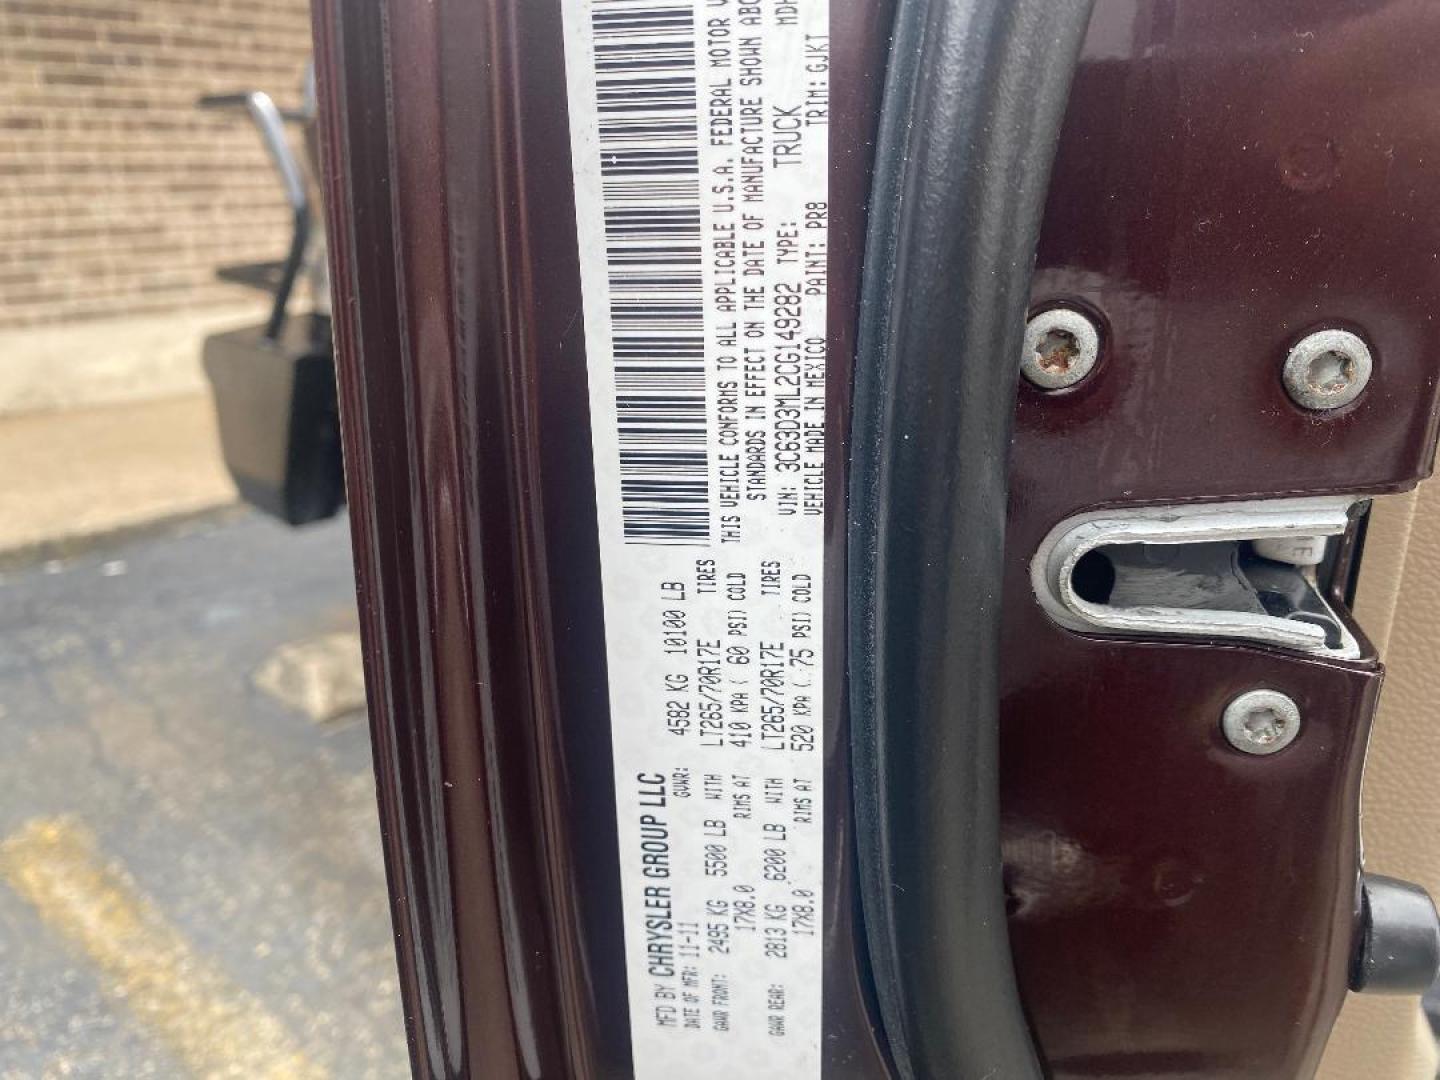 MFD BY CHRYSLER GROUP LLC
DATE OF MFR: 11-11 GVWR: 4582 KG 10100 LB
GAWR FRONT: 2495 KG 5500 LB WITH LT265/70R17E TIRES
17X8.0 RIMS AT 410 KPA ( 60 PSI) COLD
GAWR REAR: 2813 KG 6200 LB WITH LT265/70R17E TIRES
17X8.0 RIMS AT 520 KPA ( 75 PSI) COLD
THIS VEHICLE CONFORMS TO ALL APPLICABLE U.S.A. FEDERAL MOTOR
STANDARDS IN EFFECT ON THE DATE OF MANUFACTURE SHOWN
VIN: 3C63D3ML2CG149282 TYPE: TRUCK
VEHICLE MADE IN MEXICO PAINT: PR8 TRIM: GJKT